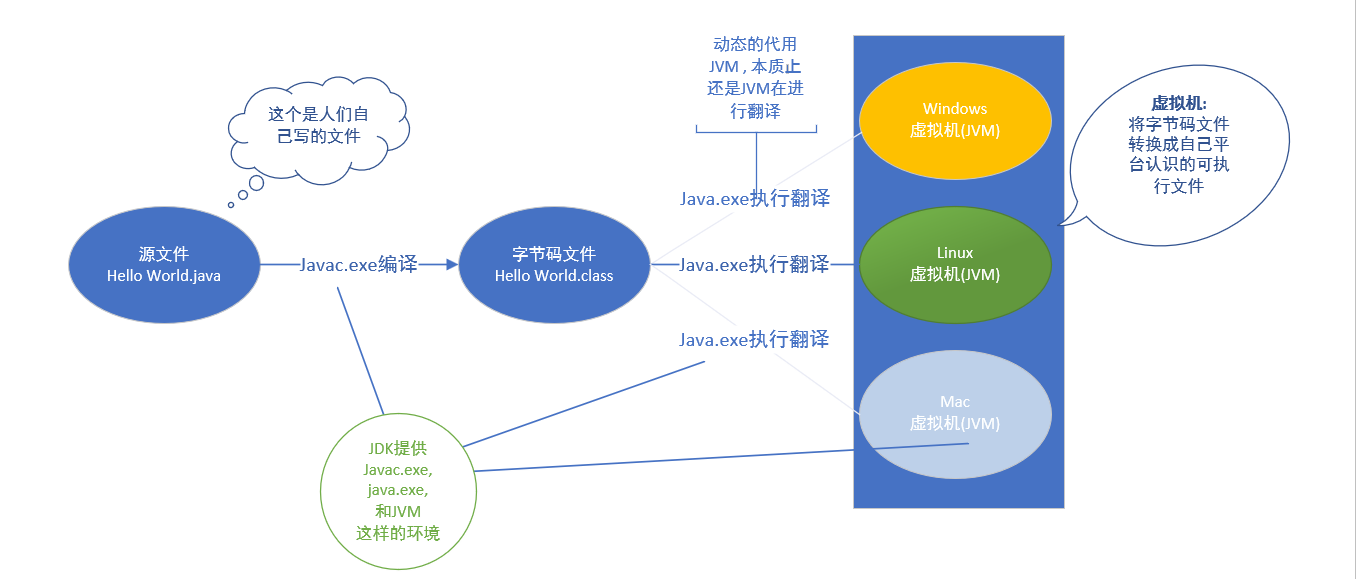 动态的代用
JVM , 本质上
还是JVM在进
行翻译
这个是人们自
己写的文件
Windows
虚拟机(JVM)
虚拟机:
将字节码文件
转换成自己平
台认识的可执
行文件
Java.exe执行翻译
源文件
Hello World.java
Javac.exe编译
字节码文件
Hello World.class
Java.exe执行翻译
Linux
虚拟机(JVM)
Java.exe执行翻译
Mac
虚拟机(JVM)
JDK提供
Javac.exe,
java.exe,
和JVM
这样的环境